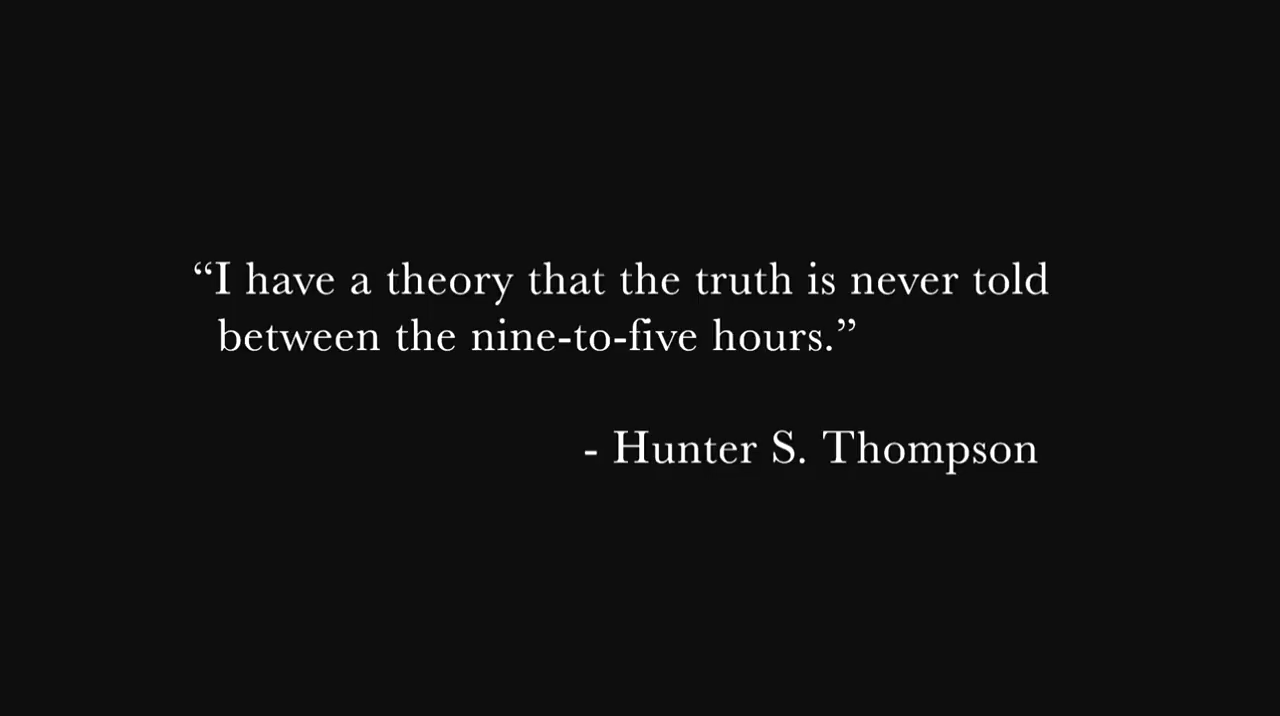 “I have a theory that the truth is never told
between the nine-to-five hours.”
- Hunter S. Thompson